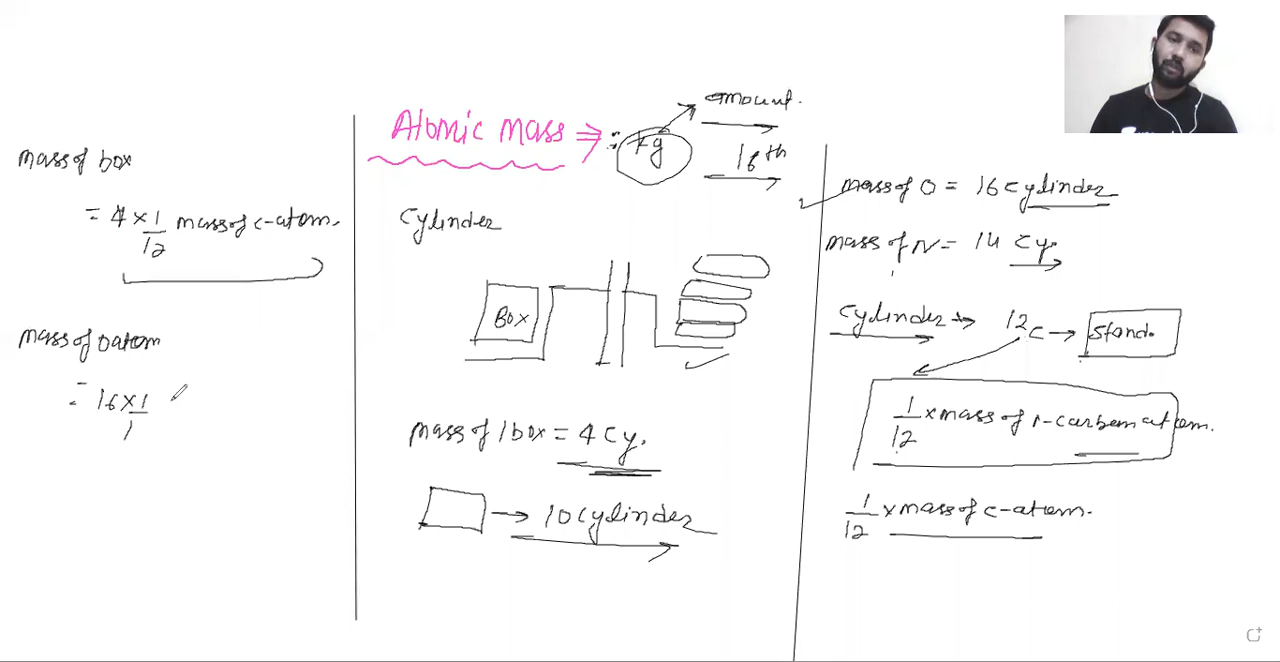 mass of box
= 4 × 1/12 mass of c-atom.
mass of O atom
= 16 × 1/1
Atomic mass ⇒ : kg
amount.
16th
Cylinder
Box
mass of 1 box = 4 Cy.
→ 10 cylinder
mass of O = 16 cylinder
mass of N = 14 Cy.
Cylinder → 12C → Stand.
1/12 × mass of 1-carbon atom.
1/12 × mass of c-atom.